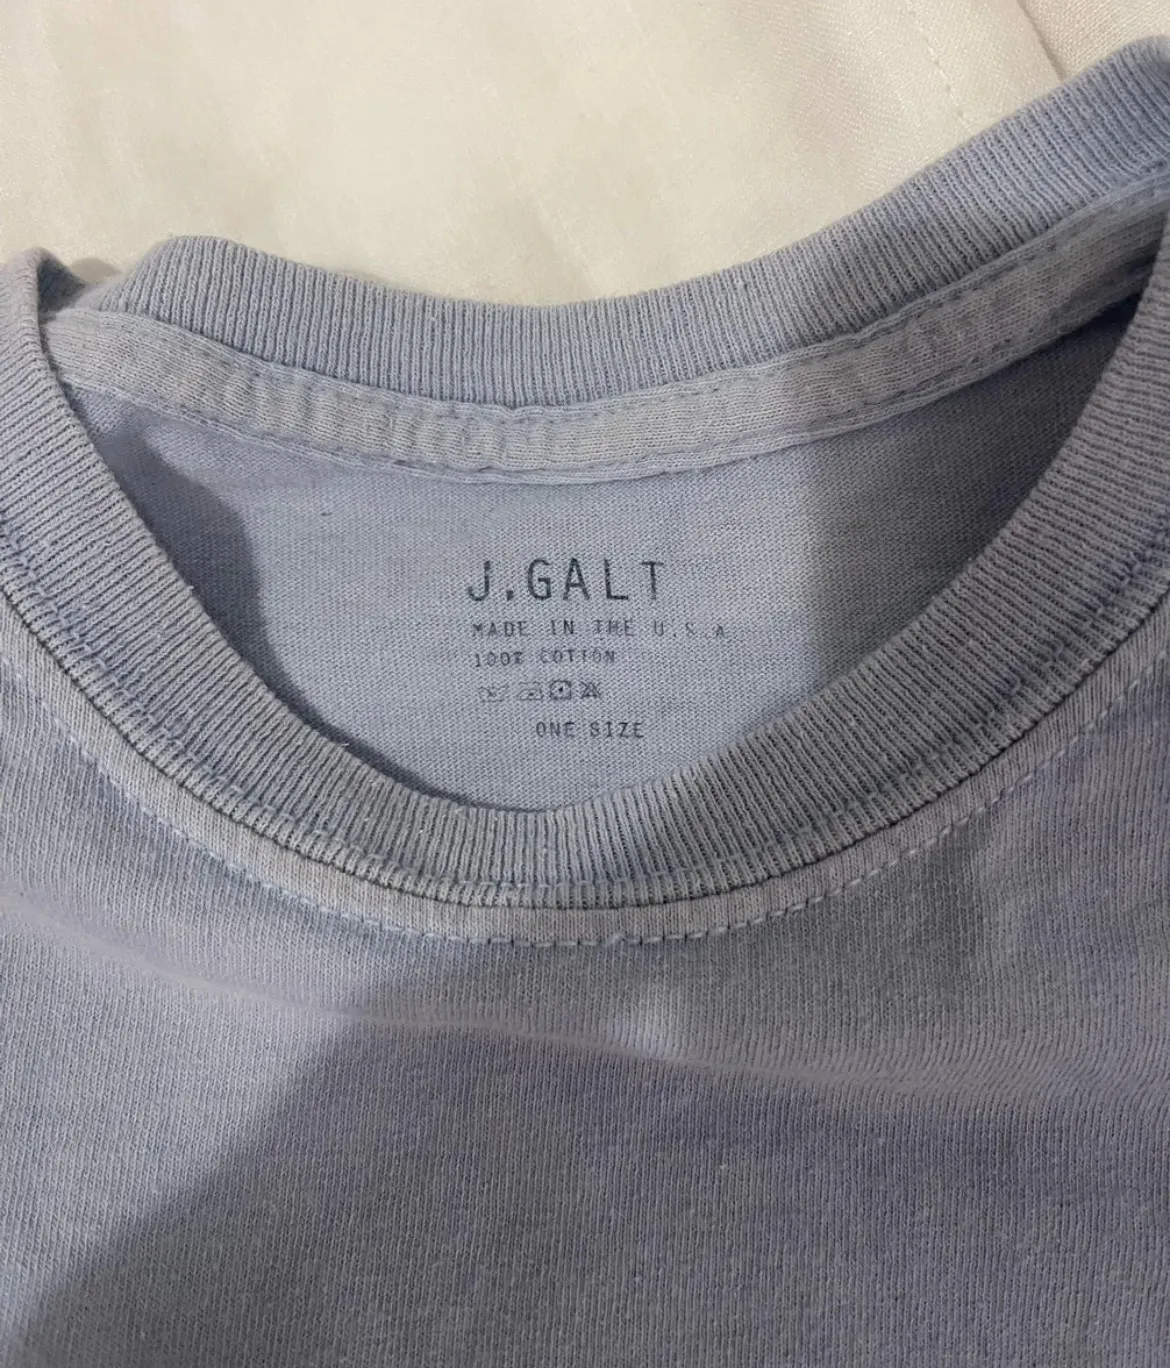 J.GALT
MADE IN THE U.S.A
100% COTTON
ONE SIZE